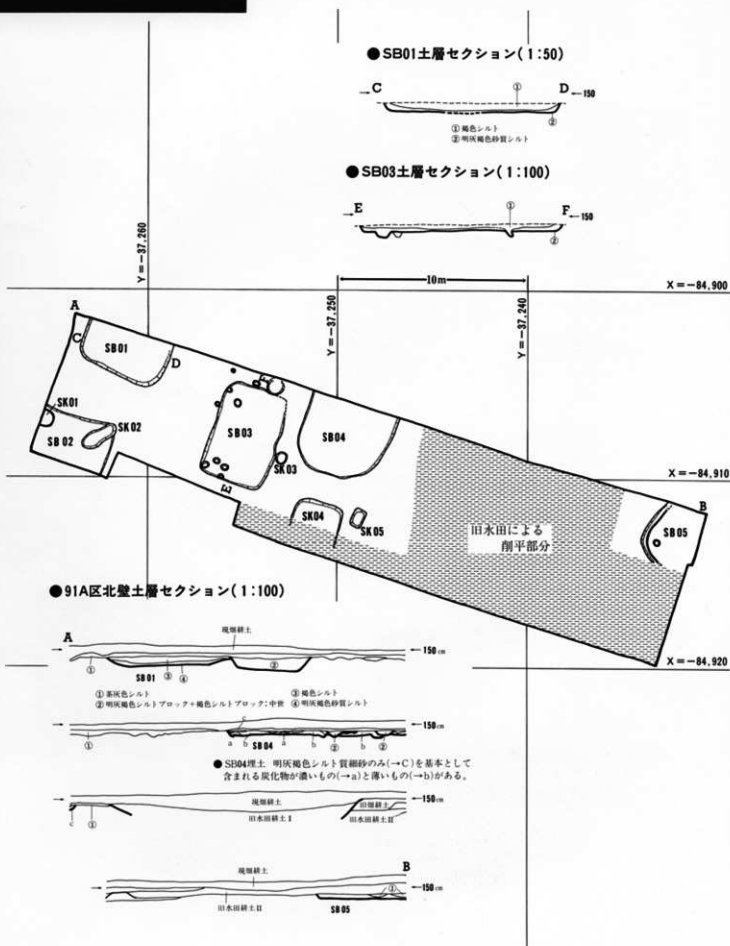 ●SB01土層セクション(1:50)
→ C D ←150
①
②
①褐色シルト
②明灰褐色砂質シルト
●SB03土層セクション(1:100)
→ E F ←150
①
②
Y=-37,260
Y=-37,250
Y=-37,240
10m
X=-84,900
A
C
SB01
D
SK01
SK02
SB02
SB03
E
SK03
SB04
SK04
SK05
X=-84,910
B
SB05
旧水田による
削平部分
X=-84,920
●91A区北壁土層セクション(1:100)
A
現畑耕土
→ ←150cm
① ③ ④ ②
SB01
①茶灰色シルト ③褐色シルト
②明灰褐色シルトブロック+褐色シルトブロック:中世 ④明灰褐色砂質シルト
→ c ←150cm
① a b SB04 a b ② b ②
●SB04埋土 明灰褐色シルト質細砂のみ(→C)を基本として
含まれる炭化物が濃いもの(→a)と薄いもの(→b)がある。
→ 現畑耕土 旧畑耕土 ←150cm
c ① 旧水田耕土I 旧水田耕土II
B
現畑耕土
→ ① ←150cm
旧水田耕土II SB05